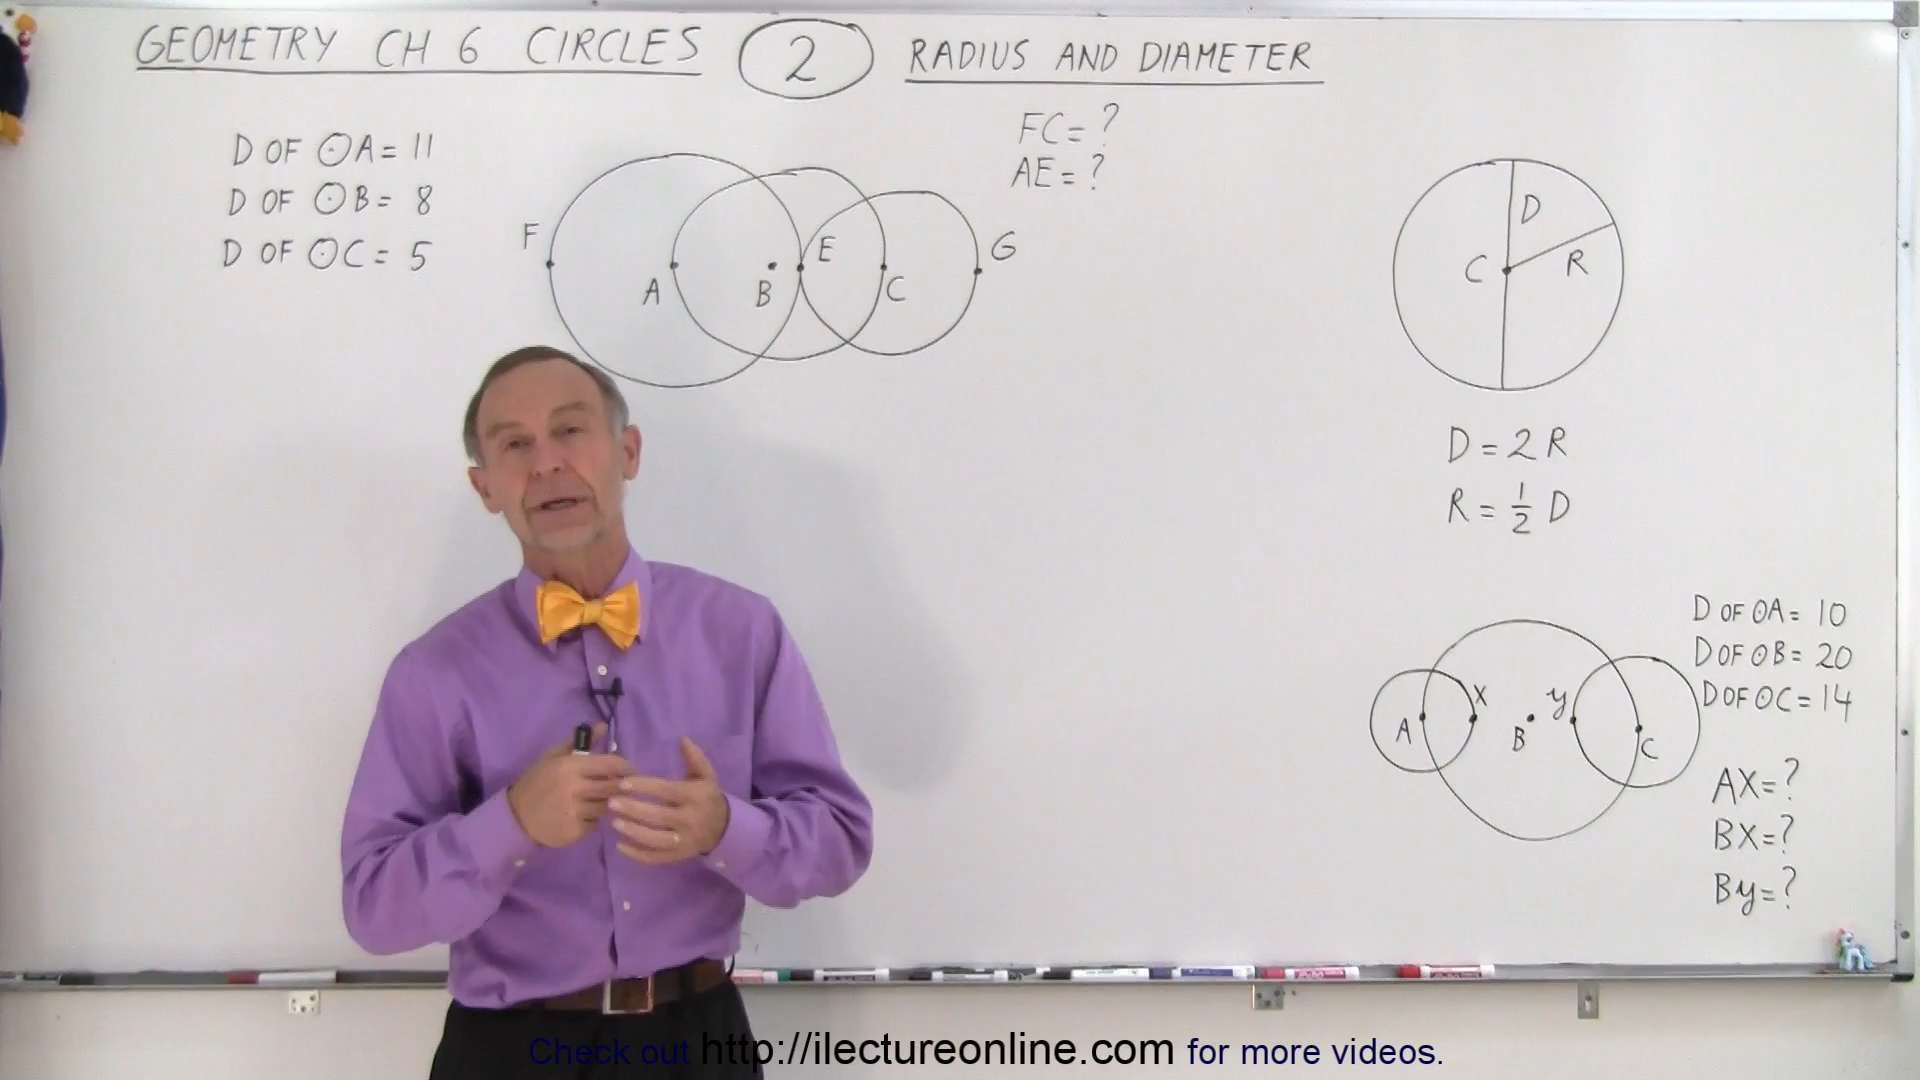 GEOMETRY CH 6 CIRCLES 2 RADIUS AND DIAMETER
D OF ⊙A = 11
D OF ⊙B = 8
D OF ⊙C = 5
FC = ?
AE = ?
F
A
B
E
C
G
D
C
R
D = 2 R
R = 1/2 D
D OF ⊙A = 10
D OF ⊙B = 20
D OF ⊙C = 14
A
X
B
y
C
AX = ?
BX = ?
By = ?
Check out http://ilectureonline.com for more videos.